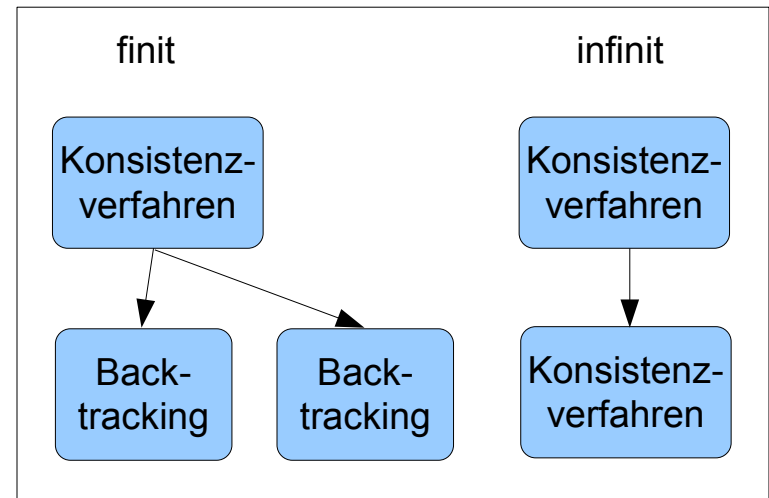 finit
infinit
Konsistenz-
verfahren
Konsistenz-
verfahren
Back-
tracking
Back-
tracking
Konsistenz-
verfahren